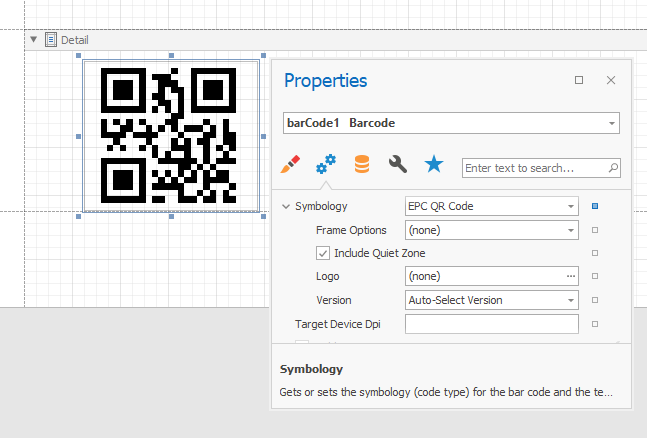 Detail
Properties
barCode1 Barcode
Enter text to search...
Symbology EPC QR Code
Frame Options (none)
Include Quiet Zone
Logo (none) ...
Version Auto-Select Version
Target Device Dpi
Symbology
Gets or sets the symbology (code type) for the bar code and the te...